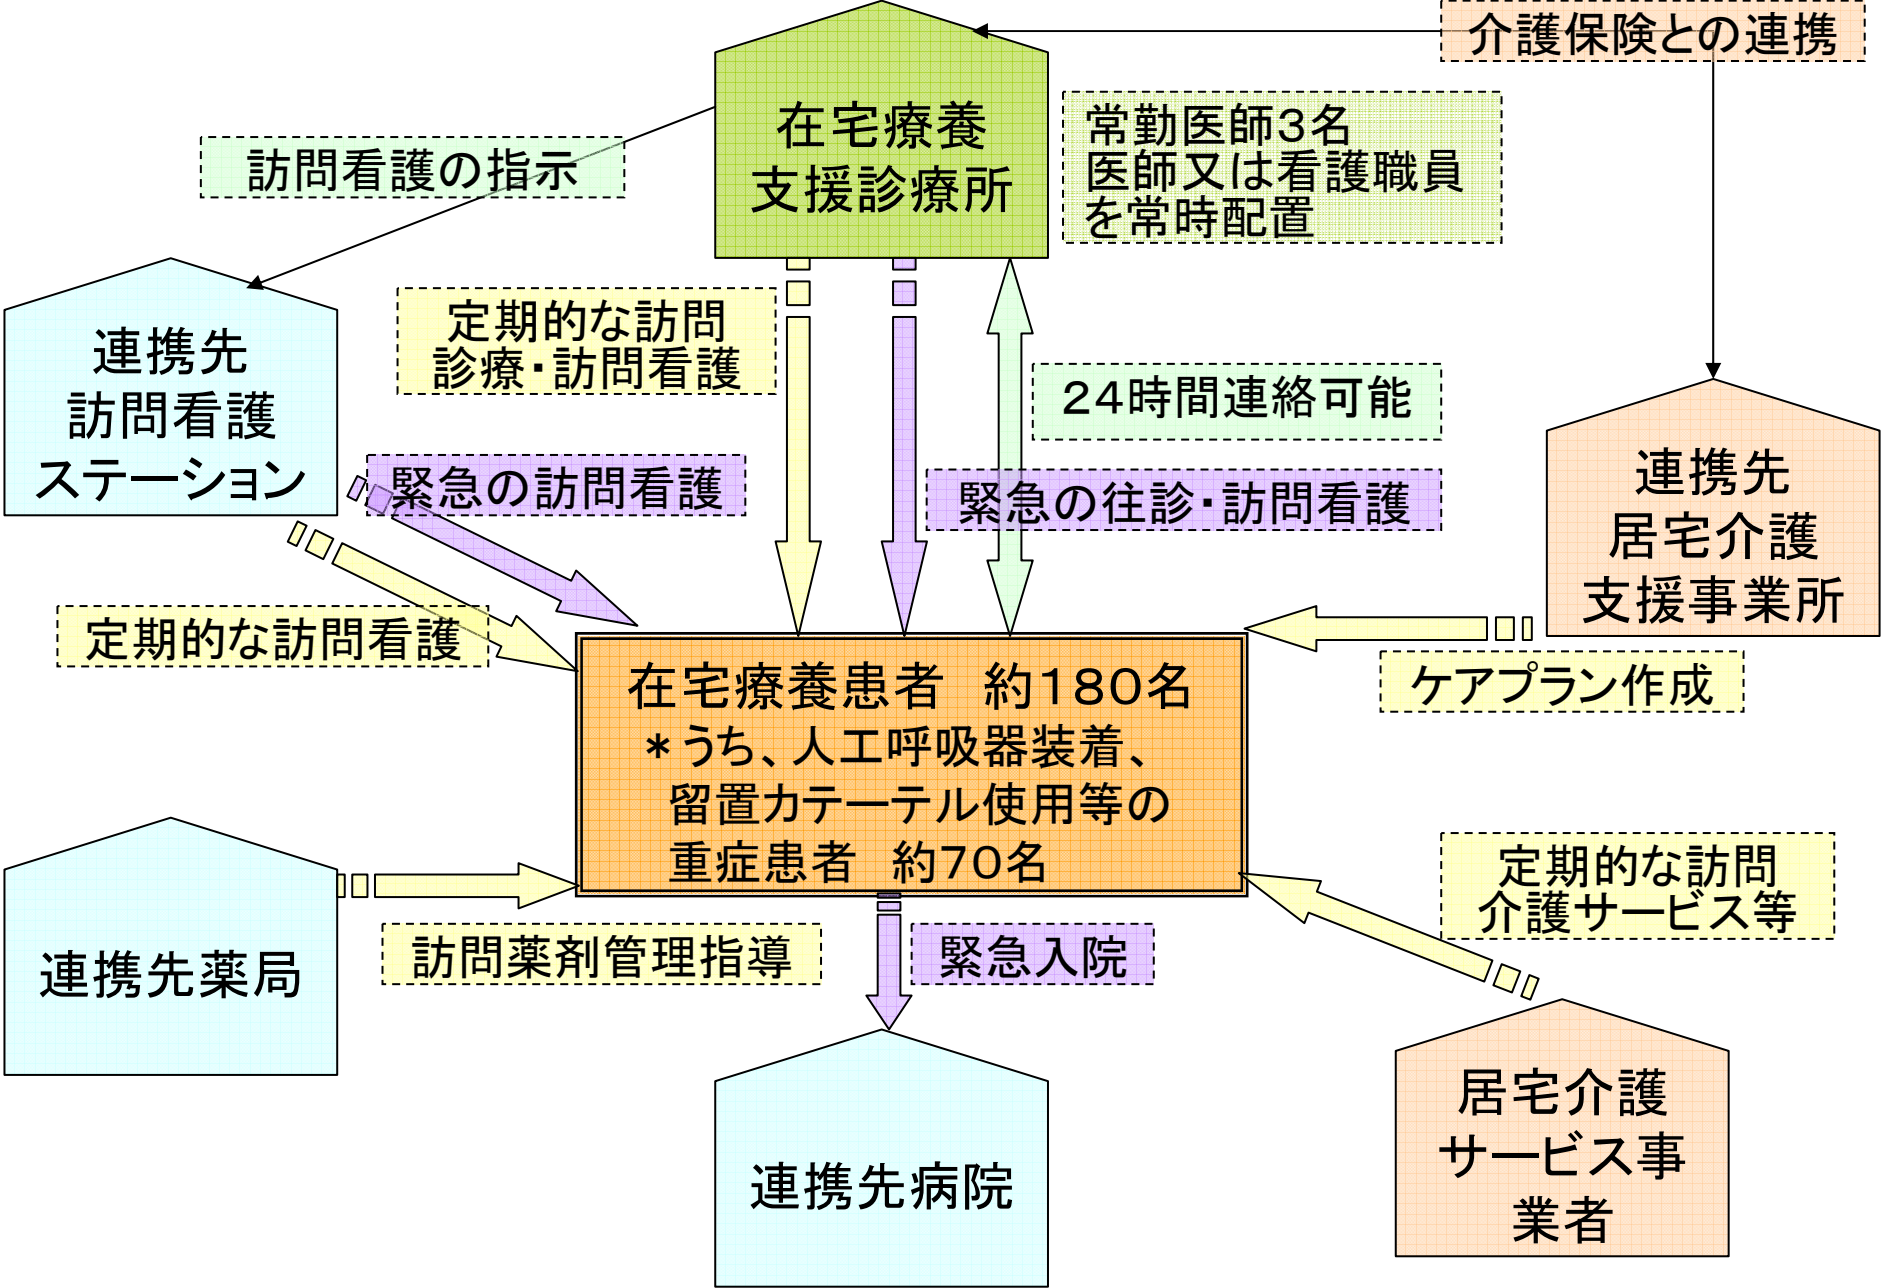 介護保険との連携
在宅療養
支援診療所
常勤医師３名
医師又は看護職員
を常時配置
訪問看護の指示
連携先
訪問看護
ステーション
定期的な訪問
診療・訪問看護
２４時間連絡可能
緊急の訪問看護
緊急の往診・訪問看護
連携先
居宅介護
支援事業所
定期的な訪問看護
ケアプラン作成
在宅療養患者　約１８０名
＊うち、人工呼吸器装着、
留置カテーテル使用等の
重症患者　約７０名
連携先薬局
訪問薬剤管理指導
緊急入院
定期的な訪問
介護サービス等
連携先病院
居宅介護
サービス事
業者